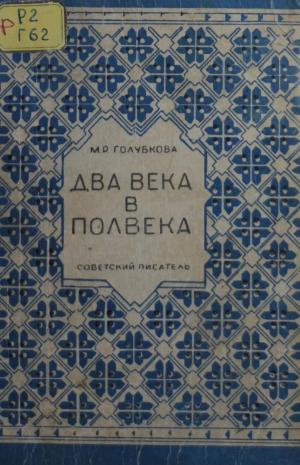 Р Р2
Г62
М.Р. ГОЛУБКОВА
ДВА ВЕКА
В
ПОЛВЕКА
СОВЕТСКИЙ ПИСАТЕЛЬ